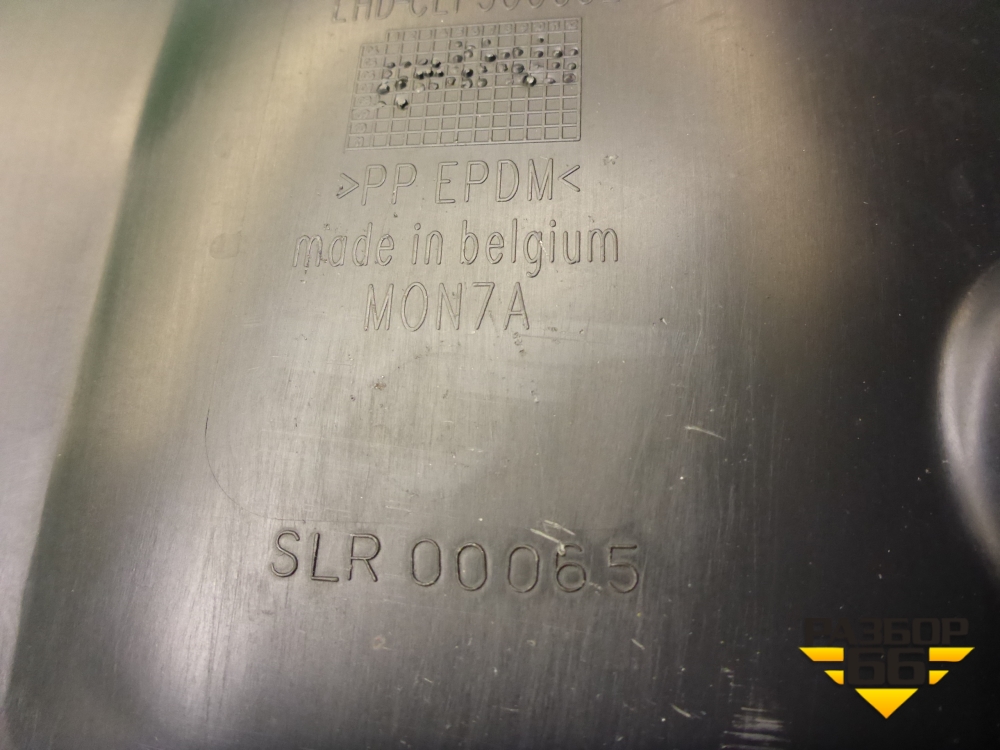 >PP EPDM<
made in belgium
MON7A
SLR 00065
РАЗБОР
66